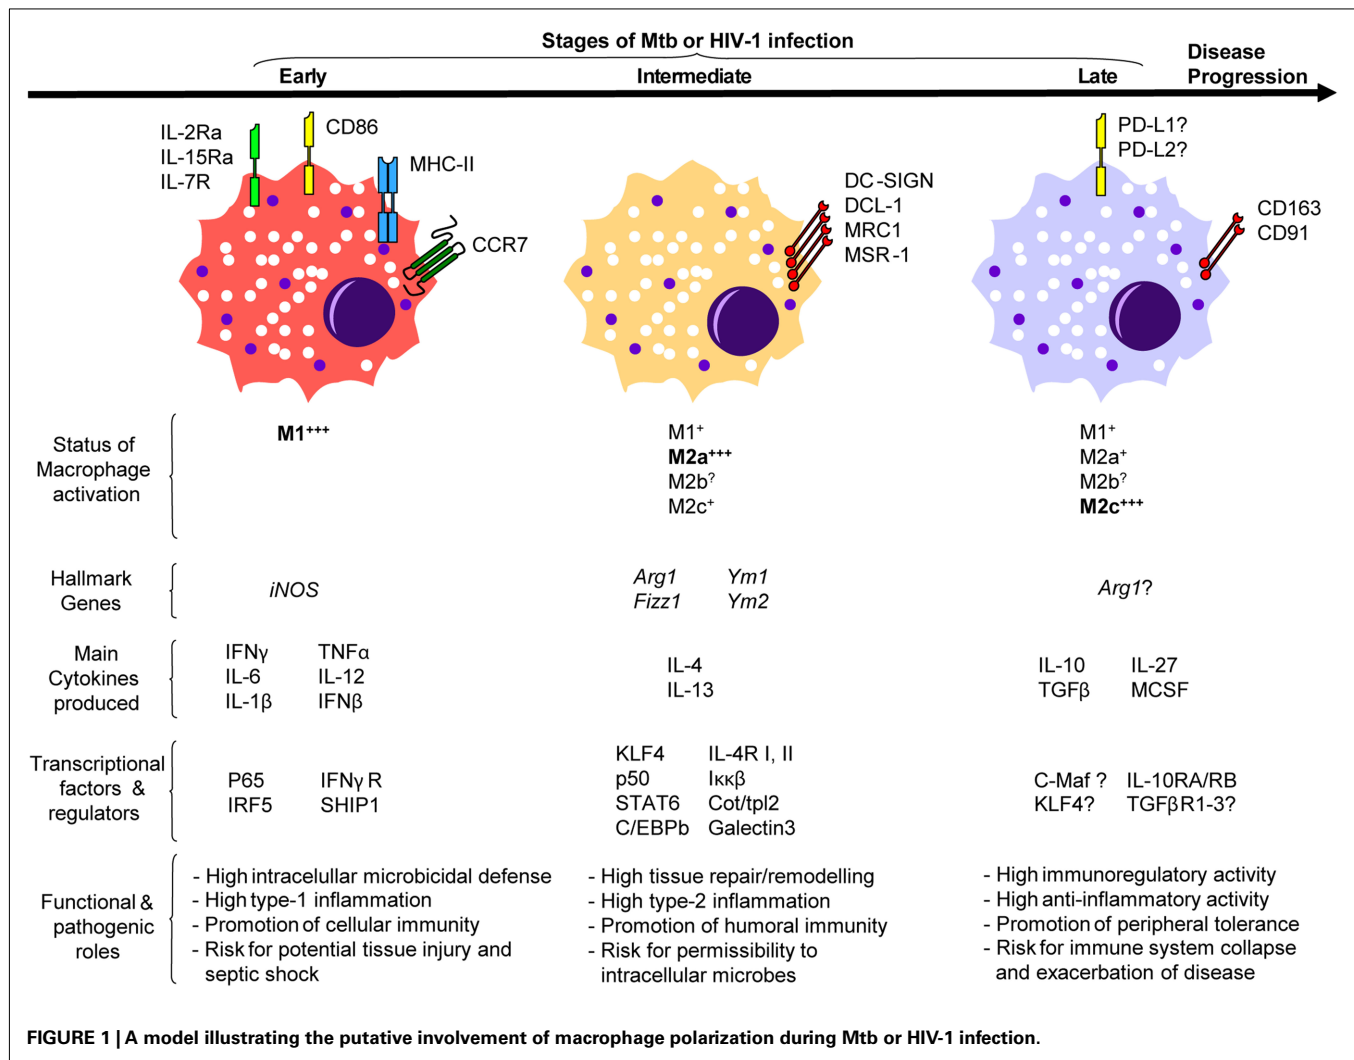 Stages of Mtb or HIV-1 infection
Disease
Progression
Early
Intermediate
Late
IL-2Ra
IL-15Ra
IL-7R
CD86
MHC-II
CCR7
DC-SIGN
DCL-1
MRC1
MSR-1
PD-L1?
PD-L2?
CD163
CD91
Status of
Macrophage
activation
M1+++
M1+
M2a+++
M2b?
M2c+
M1+
M2a+
M2b?
M2c+++
Hallmark
Genes
iNOS
Arg1 Ym1
Fizz1 Ym2
Arg1?
Main
Cytokines
produced
IFNγ TNFα
IL-6 IL-12
IL-1β IFNβ
IL-4
IL-13
IL-10 IL-27
TGFβ MCSF
Transcriptional
factors &
regulators
P65 IFNγ R
IRF5 SHIP1
KLF4 IL-4R I, II
p50 Iκκβ
STAT6 Cot/tpl2
C/EBPb Galectin3
C-Maf ? IL-10RA/RB
KLF4? TGFβR1-3?
Functional &
pathogenic
roles
- High intracelullar microbicidal defense
- High type-1 inflammation
- Promotion of cellular immunity
- Risk for potential tissue injury and
septic shock
- High tissue repair/remodelling
- High type-2 inflammation
- Promotion of humoral immunity
- Risk for permissibility to
intracellular microbes
- High immunoregulatory activity
- High anti-inflammatory activity
- Promotion of peripheral tolerance
- Risk for immune system collapse
and exacerbation of disease
FIGURE 1 | A model illustrating the putative involvement of macrophage polarization during Mtb or HIV-1 infection.